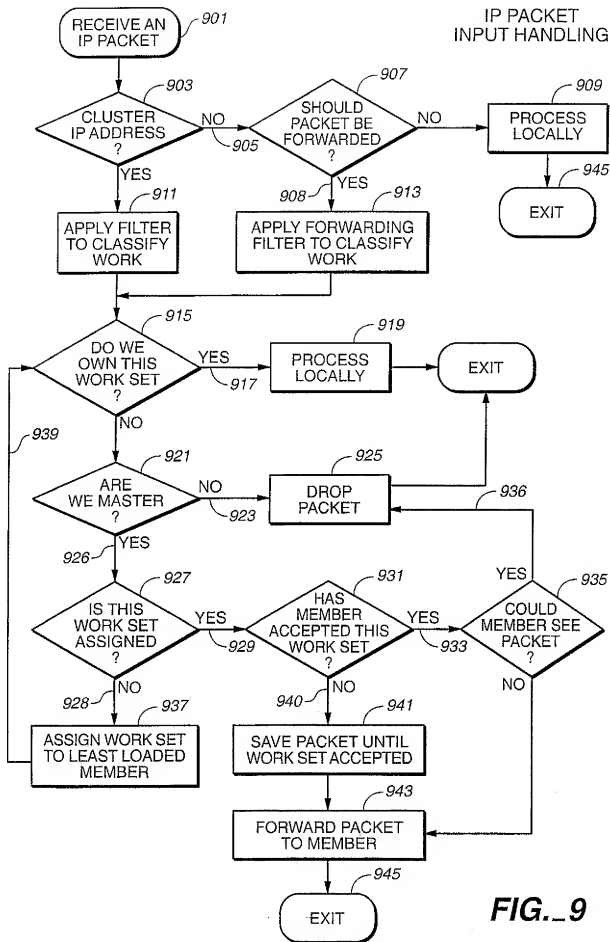 RECEIVE AN
IP PACKET
901
IP PACKET
INPUT HANDLING
903
CLUSTER
IP ADDRESS
?
NO
905
YES
907
SHOULD
PACKET BE
FORWARDED
?
NO
908
YES
909
PROCESS
LOCALLY
945
EXIT
911
APPLY FILTER
TO CLASSIFY
WORK
913
APPLY FORWARDING
FILTER TO CLASSIFY
WORK
915
DO WE
OWN THIS
WORK SET
?
YES
917
NO
919
PROCESS
LOCALLY
EXIT
939
921
ARE
WE MASTER
?
NO
923
926
YES
925
DROP
PACKET
936
927
IS THIS
WORK SET
ASSIGNED
?
YES
929
928
NO
931
HAS
MEMBER
ACCEPTED THIS
WORK SET
?
YES
933
940
NO
YES
935
COULD
MEMBER SEE
PACKET
?
NO
937
ASSIGN WORK SET
TO LEAST LOADED
MEMBER
941
SAVE PACKET UNTIL
WORK SET ACCEPTED
943
FORWARD PACKET
TO MEMBER
945
EXIT
FIG._9